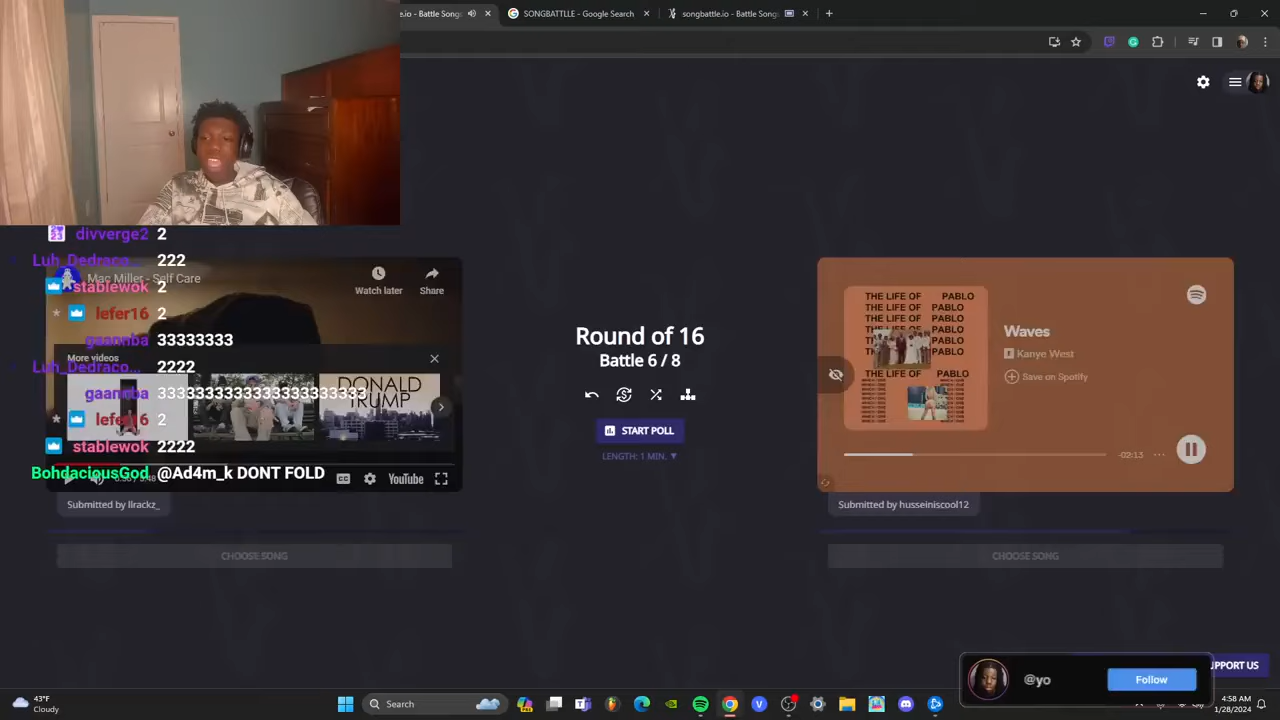 .io - Battle Song
SONGBATTLLE - Google Search
songbattle.io - Battle Song
divverge2 2
Luh_Dedraco... 222
stablewok 2
lefer16 2
gaannba 33333333
Luh_Dedraco... 2222
gaannba 3333333333333333333333
lefer16 2
stablewok 2222
BohdaciousGod @Ad4m_k DONT FOLD
Mac Miller - Self Care
Watch later
Share
More videos
DONALD
TRUMP
YouTube
Submitted by llrackz_
CHOOSE SONG
Round of 16
Battle 6 / 8
START POLL
LENGTH: 1 MIN. ▼
THE LIFE OF PABLO
THE LIFE OF PABLO
THE LIFE OF PABLO
THE LIFE OF PABLO
THE LIFE OF PABLO
THE LIFE OF PABLO
Waves
E Kanye West
Save on Spotify
-02:13
Submitted by husseiniscool12
CHOOSE SONG
@yo
Follow
UPPORT US
43°F
Cloudy
Search
4:58 AM
1/28/2024